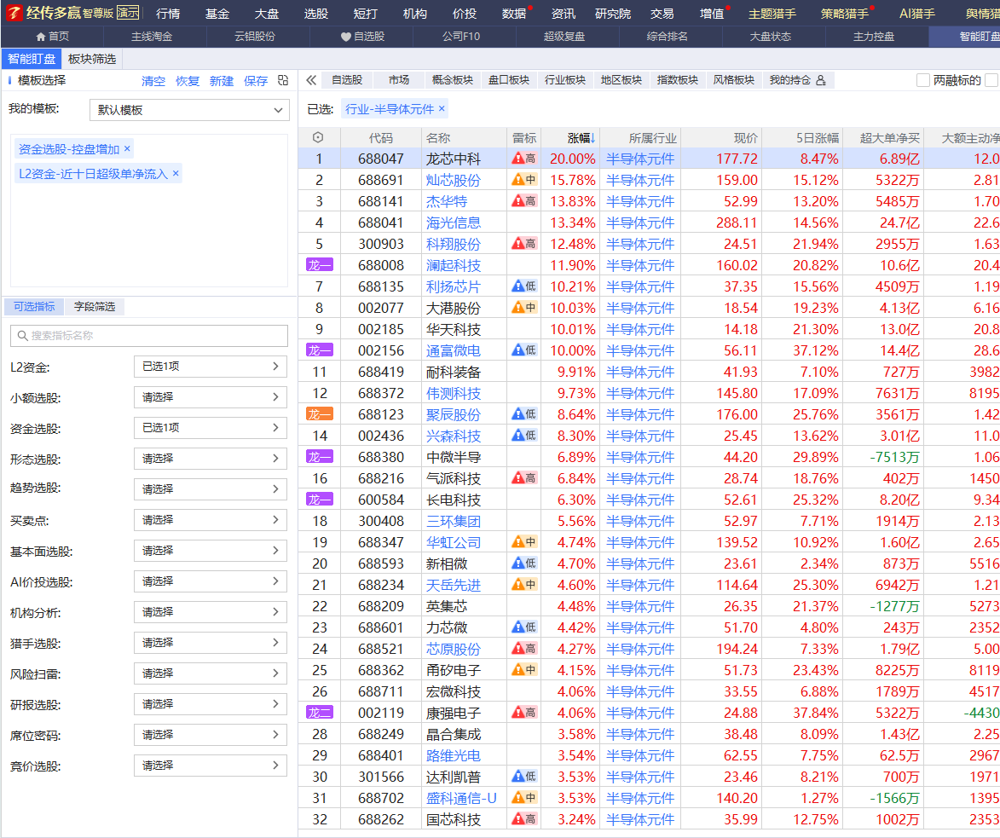 经传多赢 智尊版 演示 行情 基金 大盘 选股 短打 机构 价投 数据 资讯 研究院 交易 增值 主题猎手 策略猎手 AI猎手 舆情猎
首页 主线淘金 云铝股份 自选股 公司F10 超级复盘 综合排名 大盘状态 主力控盘 智能盯盘
智能盯盘 板块筛选
模板选择 清空 恢复 新建 保存
我的模板: 默认模板
资金选股-控盘增加 ×
L2资金-近十日超级单净流入 ×
可选指标 字段筛选
搜索指标名称
L2资金: 已选1项
小额选股: 请选择
资金选股: 已选1项
形态选股: 请选择
趋势选股: 请选择
买卖点: 请选择
基本面选股: 请选择
AI价投选股: 请选择
机构分析: 请选择
猎手选股: 请选择
风险扫雷: 请选择
研报选股: 请选择
席位密码: 请选择
竞价选股: 请选择
自选股 市场 概念板块 盘口板块 行业板块 地区板块 指数板块 风格板块 我的持仓 两融标的
已选: 行业-半导体元件 ×
代码 名称 雷标 涨幅↓ 所属行业 现价 5日涨幅 超大单净买 大额主动净
1 688047 龙芯中科 高 20.00% 半导体元件 177.72 8.47% 6.89亿 12.0
2 688691 灿芯股份 中 15.78% 半导体元件 159.00 15.12% 5322万 2.81
3 688141 杰华特 高 13.83% 半导体元件 52.99 13.20% 5485万 1.70
4 688041 海光信息 13.34% 半导体元件 288.11 14.56% 24.7亿 22.6
5 300903 科翔股份 高 12.48% 半导体元件 24.51 21.94% 2955万 1.63
龙一 688008 澜起科技 11.90% 半导体元件 160.02 20.82% 10.6亿 20.4
7 688135 利扬芯片 低 10.21% 半导体元件 37.35 15.56% 4509万 1.19
8 002077 大港股份 中 10.03% 半导体元件 18.54 19.23% 4.13亿 6.16
9 002185 华天科技 10.01% 半导体元件 14.18 21.30% 13.0亿 20.8
龙一 002156 通富微电 低 10.00% 半导体元件 56.11 37.12% 14.4亿 28.6
11 688419 耐科装备 9.91% 半导体元件 41.93 7.10% 727万 3982
12 688372 伟测科技 9.73% 半导体元件 145.80 17.09% 7631万 8195
龙一 688123 聚辰股份 低 8.64% 半导体元件 176.00 25.76% 3561万 1.42
14 002436 兴森科技 低 8.30% 半导体元件 25.45 13.62% 3.01亿 11.0
龙一 688380 中微半导 6.89% 半导体元件 44.20 29.89% -7513万 1.06
16 688216 气派科技 高 6.84% 半导体元件 28.74 18.76% 402万 1450
龙一 600584 长电科技 6.30% 半导体元件 52.61 25.32% 8.20亿 9.34
18 300408 三环集团 5.56% 半导体元件 52.97 7.71% 1914万 2.13
19 688347 华虹公司 中 4.74% 半导体元件 139.52 10.92% 1.60亿 2.65
20 688593 新相微 低 4.70% 半导体元件 23.61 2.34% 873万 5516
21 688234 天岳先进 中 4.60% 半导体元件 114.64 25.30% 6942万 1.21
22 688209 英集芯 4.48% 半导体元件 26.35 21.37% -1277万 5273
23 688601 力芯微 低 4.42% 半导体元件 51.70 4.80% 243万 2352
24 688521 芯原股份 高 4.27% 半导体元件 194.24 7.33% 1.79亿 5.00
25 688362 甬矽电子 中 4.15% 半导体元件 51.73 23.43% 8225万 8119
26 688711 宏微科技 4.06% 半导体元件 33.55 6.88% 1789万 4517
龙二 002119 康强电子 高 4.06% 半导体元件 24.88 37.84% 5322万 -4430
28 688249 晶合集成 3.58% 半导体元件 38.48 8.09% 1.43亿 2.25
29 688401 路维光电 3.54% 半导体元件 62.55 7.75% 62.5万 2967
30 301566 达利凯普 低 3.53% 半导体元件 23.46 8.21% 700万 1971
31 688702 盛科通信-U 中 3.53% 半导体元件 140.20 1.27% -1566万 1395
32 688262 国芯科技 高 3.24% 半导体元件 35.99 12.75% 1002万 2353